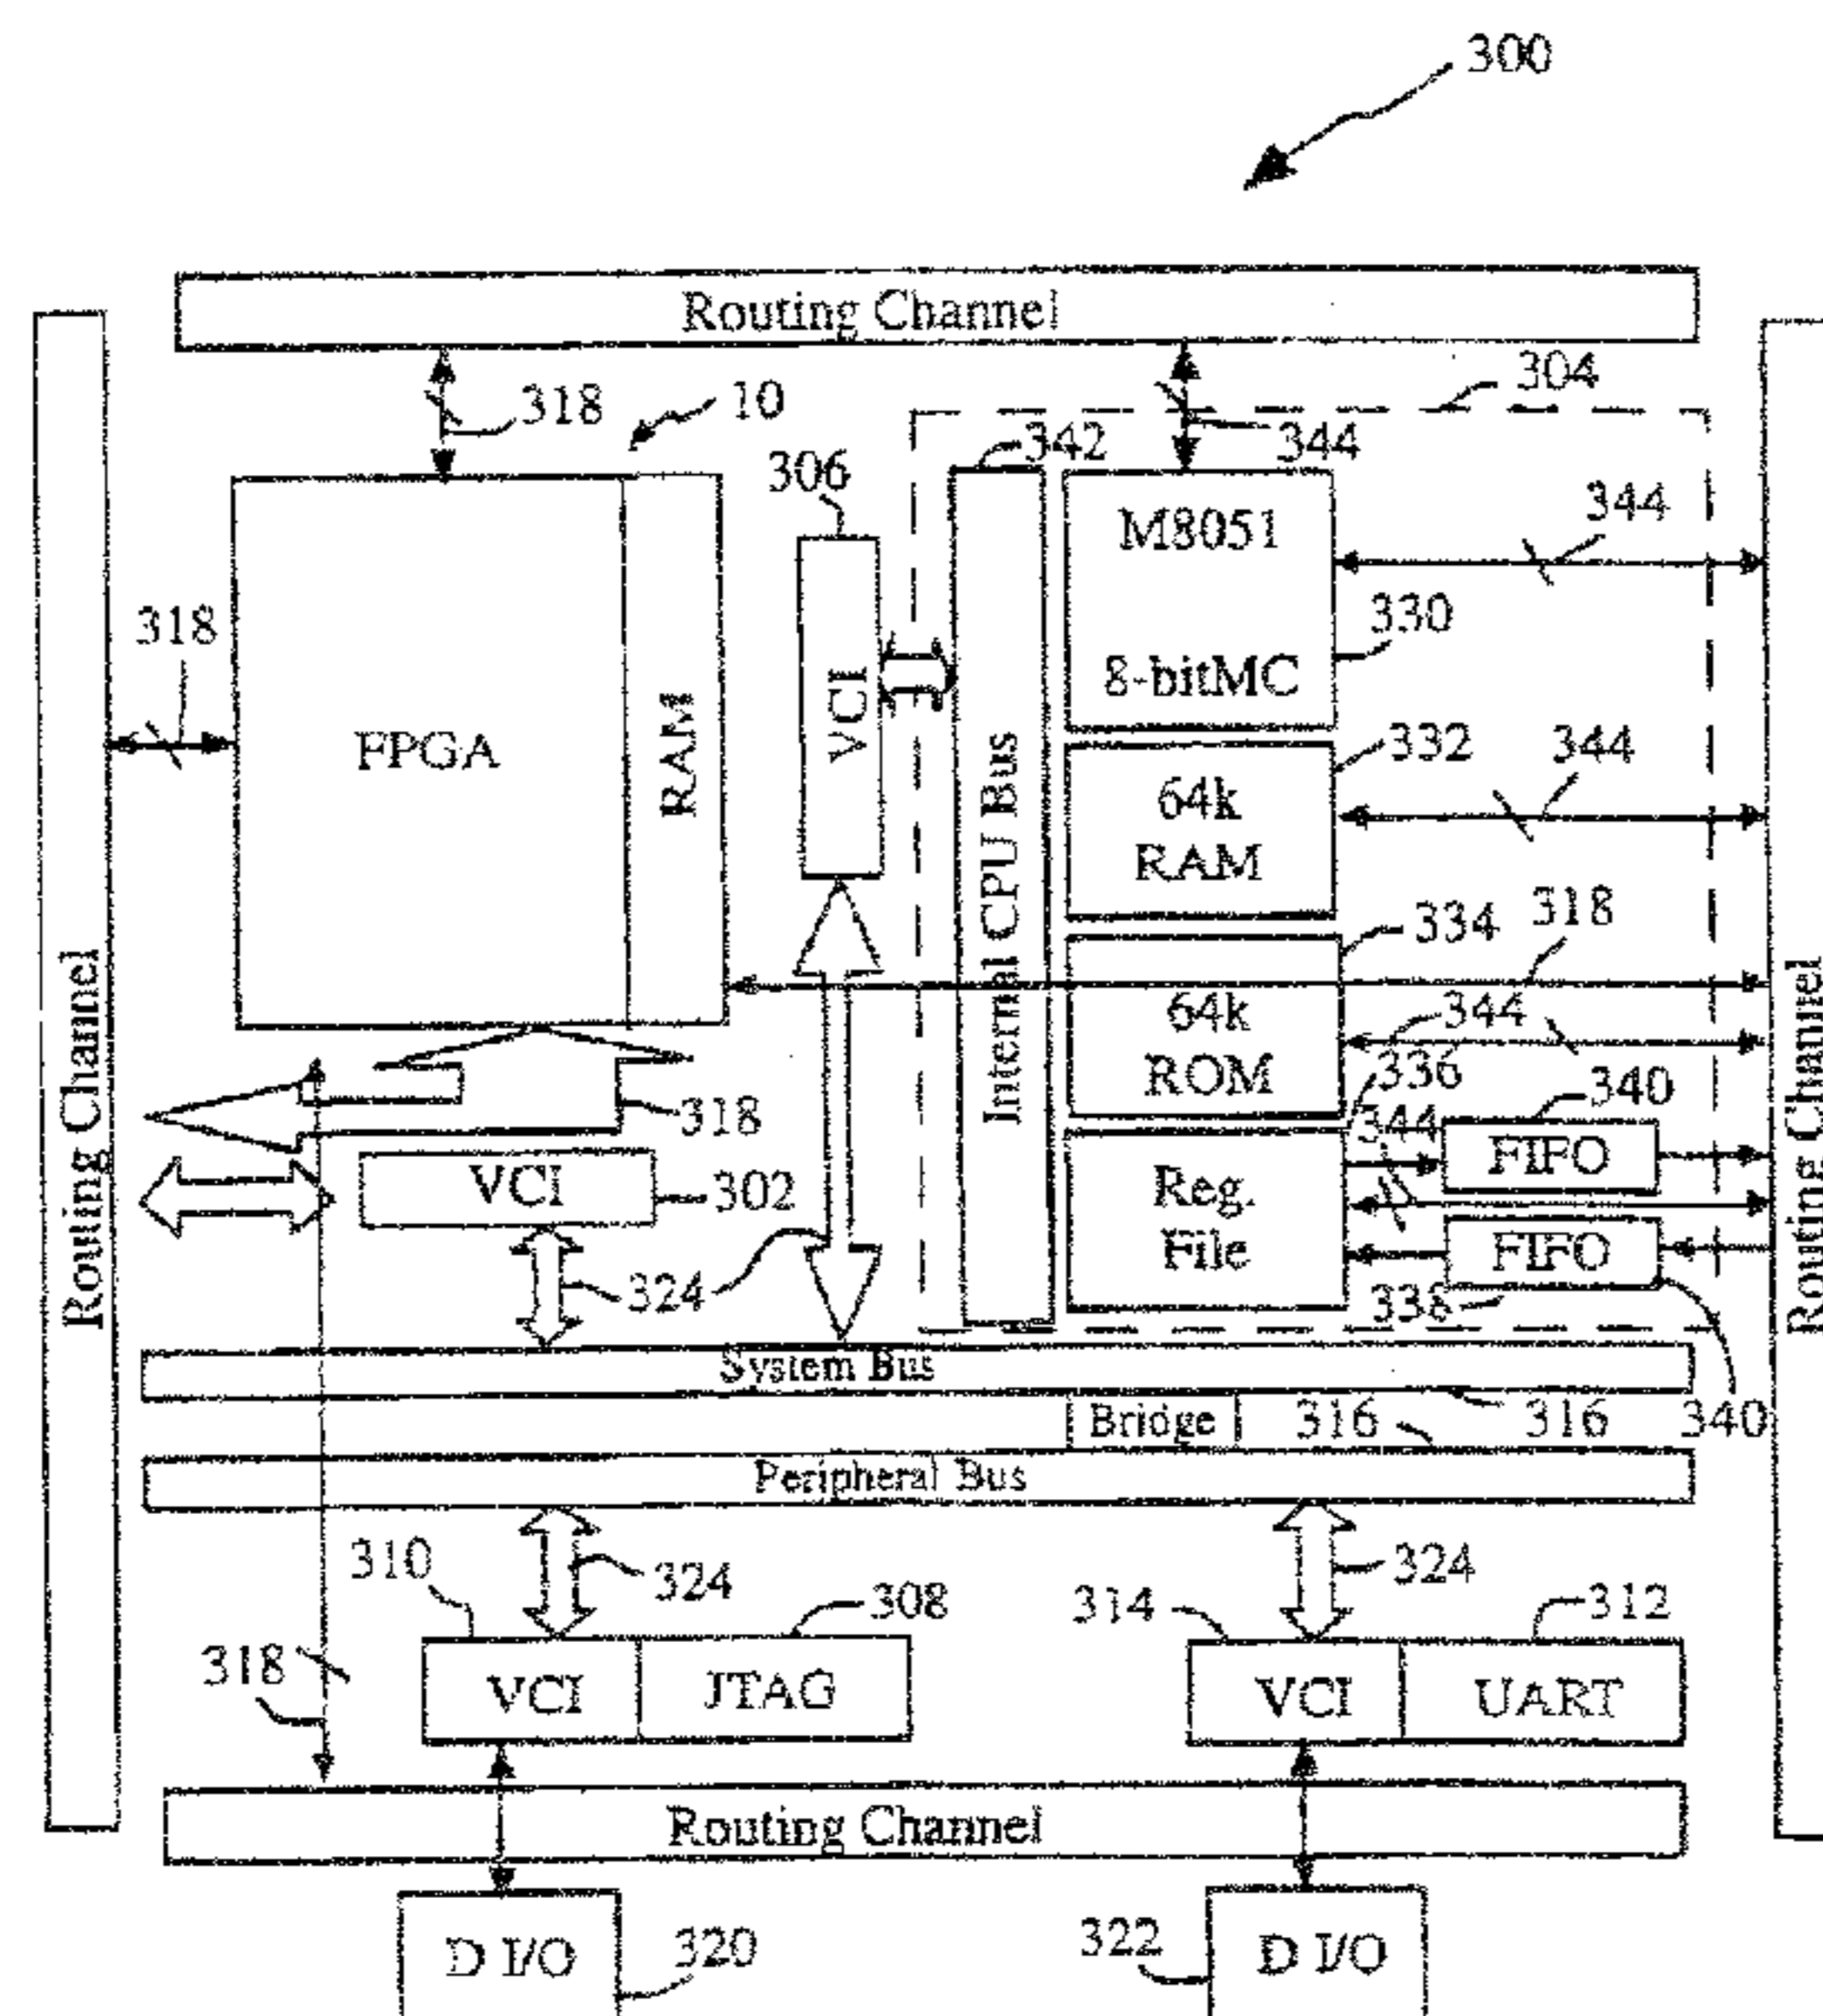 300
Routing Channel
304
318
10
344
342
306
M8051
344
8-bitMC
330
318
VCI
FPGA
RAM
332
344
64k
RAM
Internal CPU Bus
334
318
64k
ROM
344
336
340
344
318
FIFO
VCI
302
Reg.
File
FIFO
324
338
Routing Channel
Routing Channel
System Bus
Bridge
316
316
340
Peripheral Bus
310
324
308
314
324
312
318
VCI
JTAG
VCI
UART
Routing Channel
D I/O
320
322
D I/O